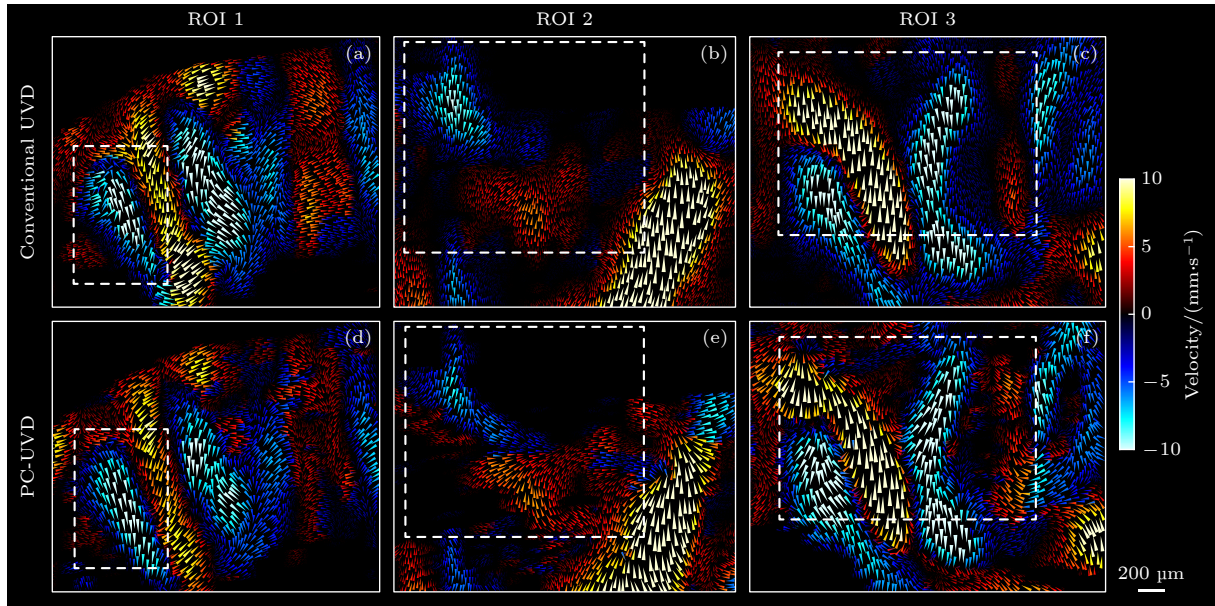 ROI 1
ROI 2
ROI 3
Conventional UVD
(a)
(b)
(c)
PC-UVD
(d)
(e)
(f)
10
5
0
−5
−10
Velocity/(mm·s⁻¹)
200 µm